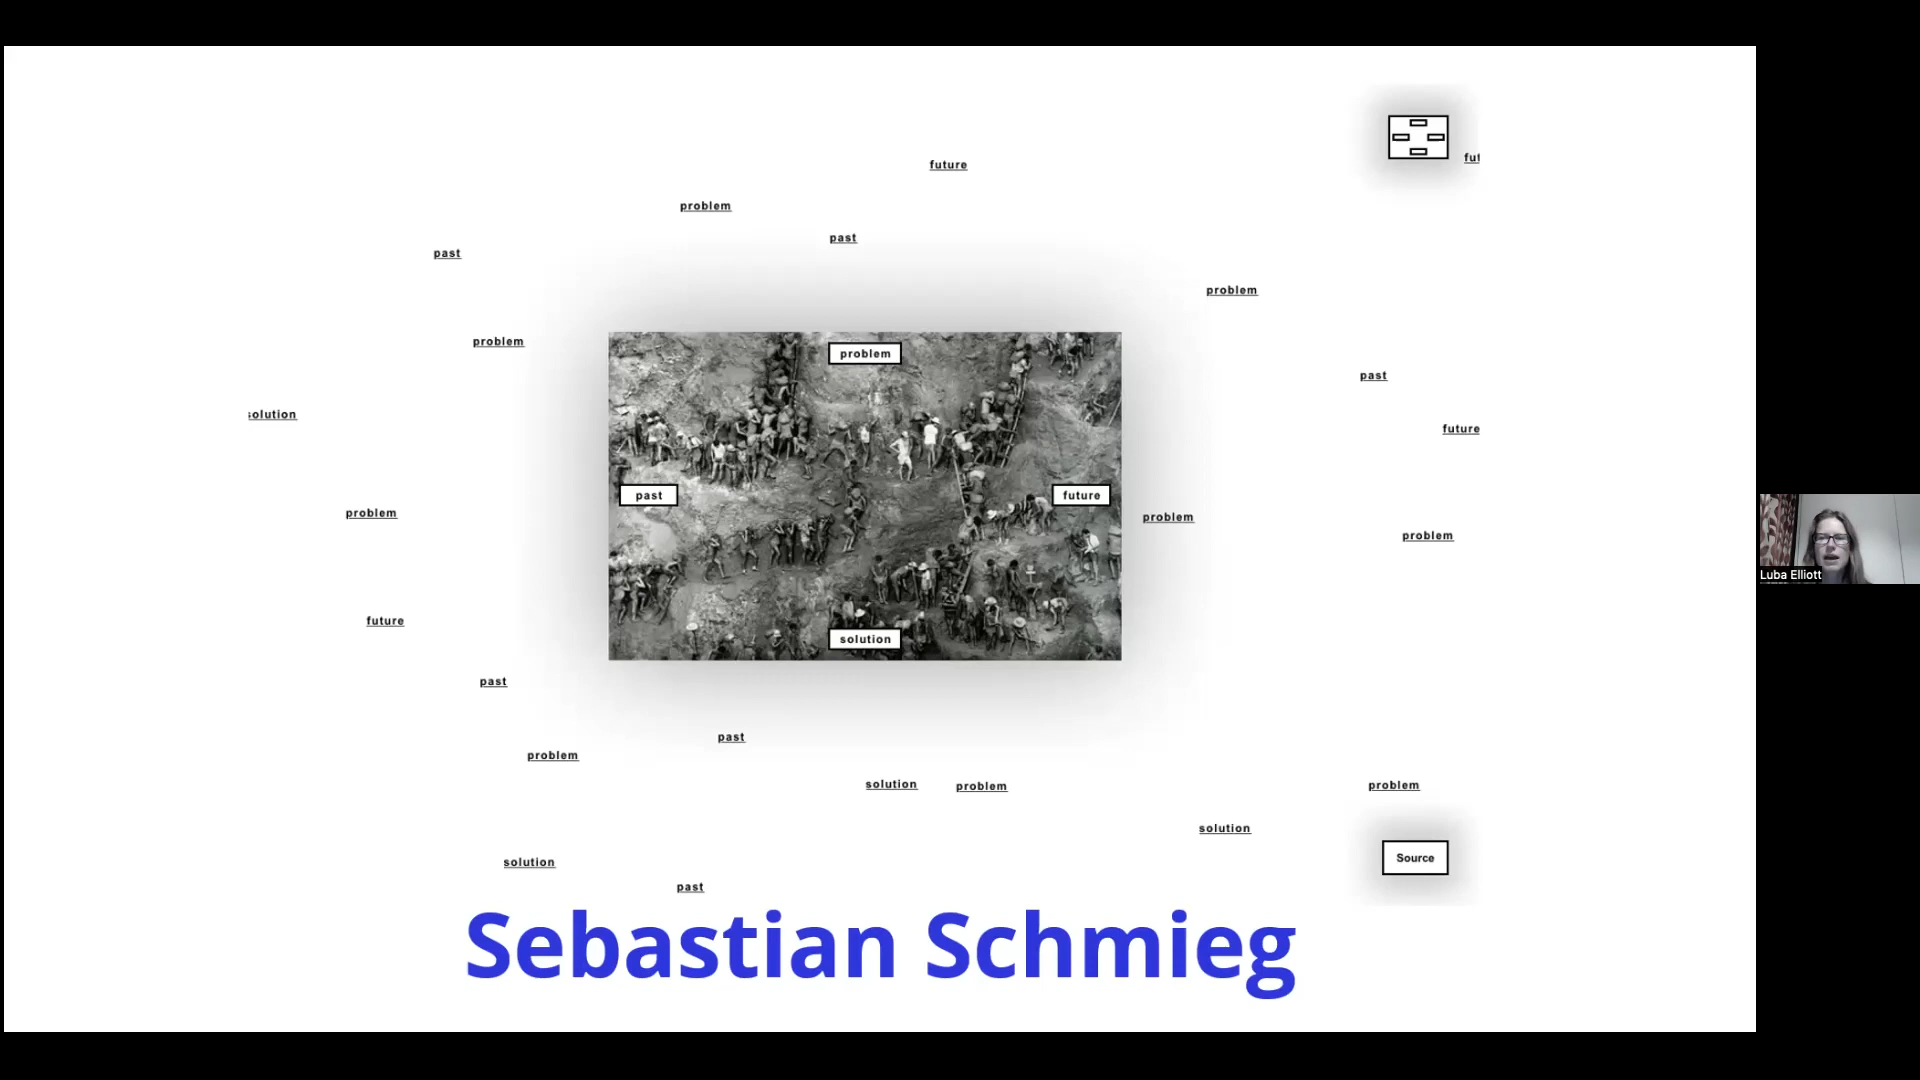 future
fut
problem
past
past
problem
problem
problem
past
past
future
solution
future
problem
problem
problem
future
solution
past
past
problem
solution
problem
problem
solution
Source
solution
past
Sebastian Schmieg
Luba Elliott